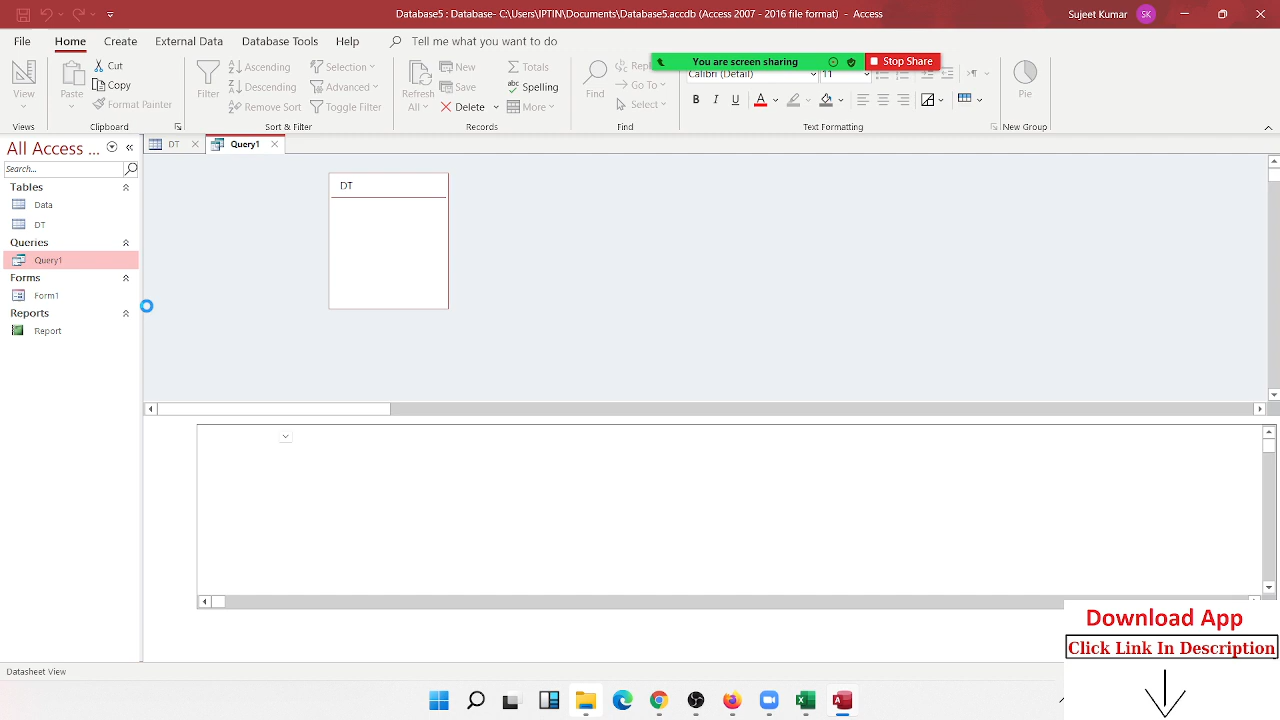 Database5 : Database- C:\Users\IPTIN\Documents\Database5.accdb (Access 2007 - 2016 file format) - Access
Sujeet Kumar
SK
File
Home
Create
External Data
Database Tools
Help
Tell me what you want to do
You are screen sharing
Stop Share
View
Paste
Cut
Copy
Format Painter
Filter
Ascending
Descending
Remove Sort
Selection
Advanced
Toggle Filter
Refresh
All
New
Save
Delete
Totals
Spelling
More
Find
Go To
Select
Calibri (Detail)
11
B I U A
Pie
Views
Clipboard
Sort & Filter
Records
Find
Text Formatting
New Group
All Access ...
Search...
Tables
Data
DT
Queries
Query1
Forms
Form1
Reports
Report
DT
Query1
DT
Datasheet View
Download App
Click Link In Description